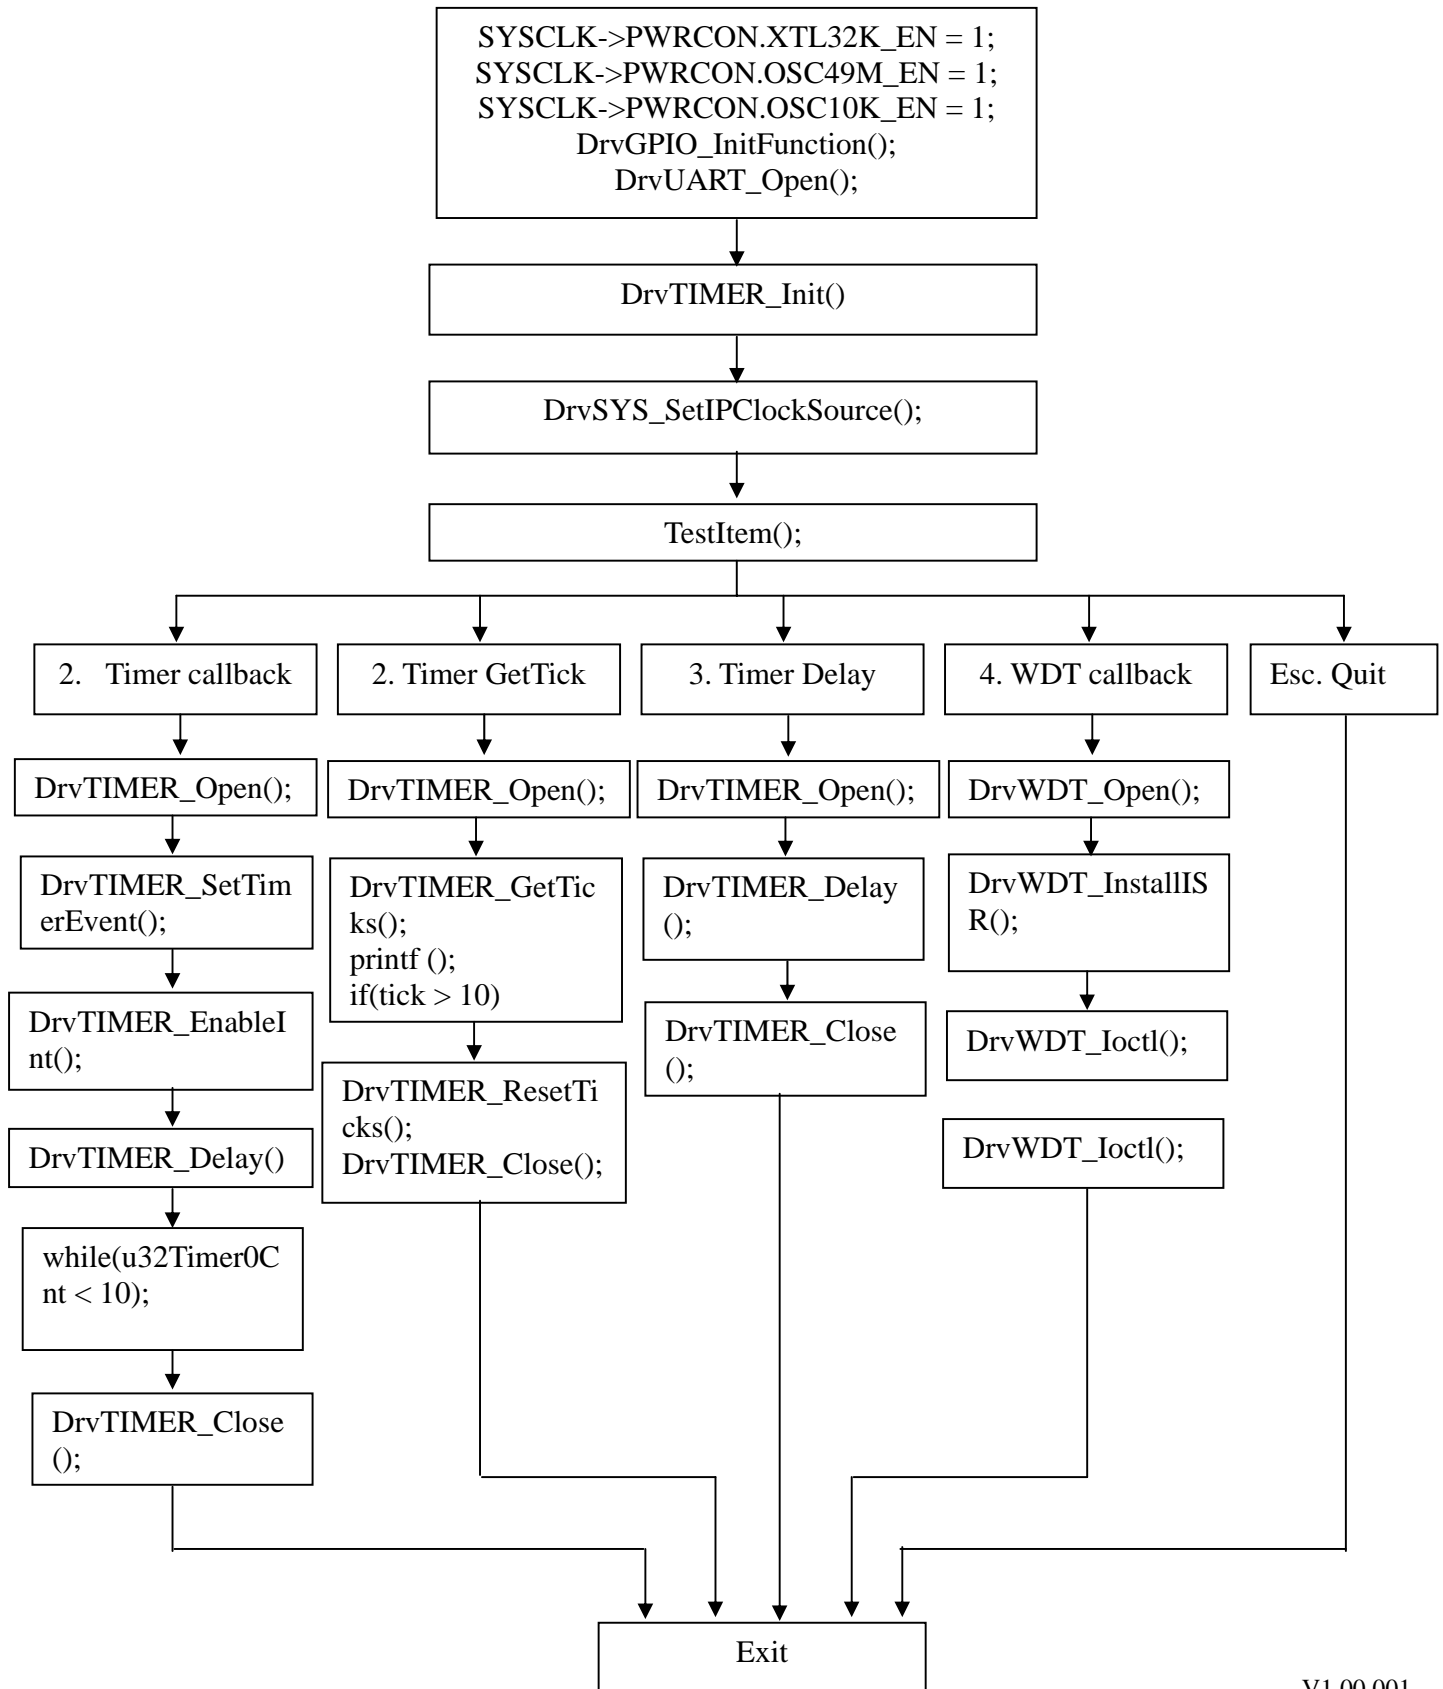 SYSCLK->PWRCON.XTL32K_EN = 1;
SYSCLK->PWRCON.OSC49M_EN = 1;
SYSCLK->PWRCON.OSC10K_EN = 1;
DrvGPIO_InitFunction();
DrvUART_Open();
DrvTIMER_Init()
DrvSYS_SetIPClockSource();
TestItem();
2. Timer callback
2. Timer GetTick
3. Timer Delay
4. WDT callback
Esc. Quit
DrvTIMER_Open();
DrvTIMER_Open();
DrvTIMER_Open();
DrvWDT_Open();
DrvTIMER_SetTim
erEvent();
DrvTIMER_GetTic
ks();
printf ();
if(tick > 10)
DrvTIMER_Delay
();
DrvWDT_InstallIS
R();
DrvTIMER_EnableI
nt();
DrvTIMER_ResetTi
cks();
DrvTIMER_Close();
DrvTIMER_Close
();
DrvWDT_Ioctl();
DrvTIMER_Delay()
DrvWDT_Ioctl();
while(u32Timer0C
nt < 10);
DrvTIMER_Close
();
Exit
V1.00.001